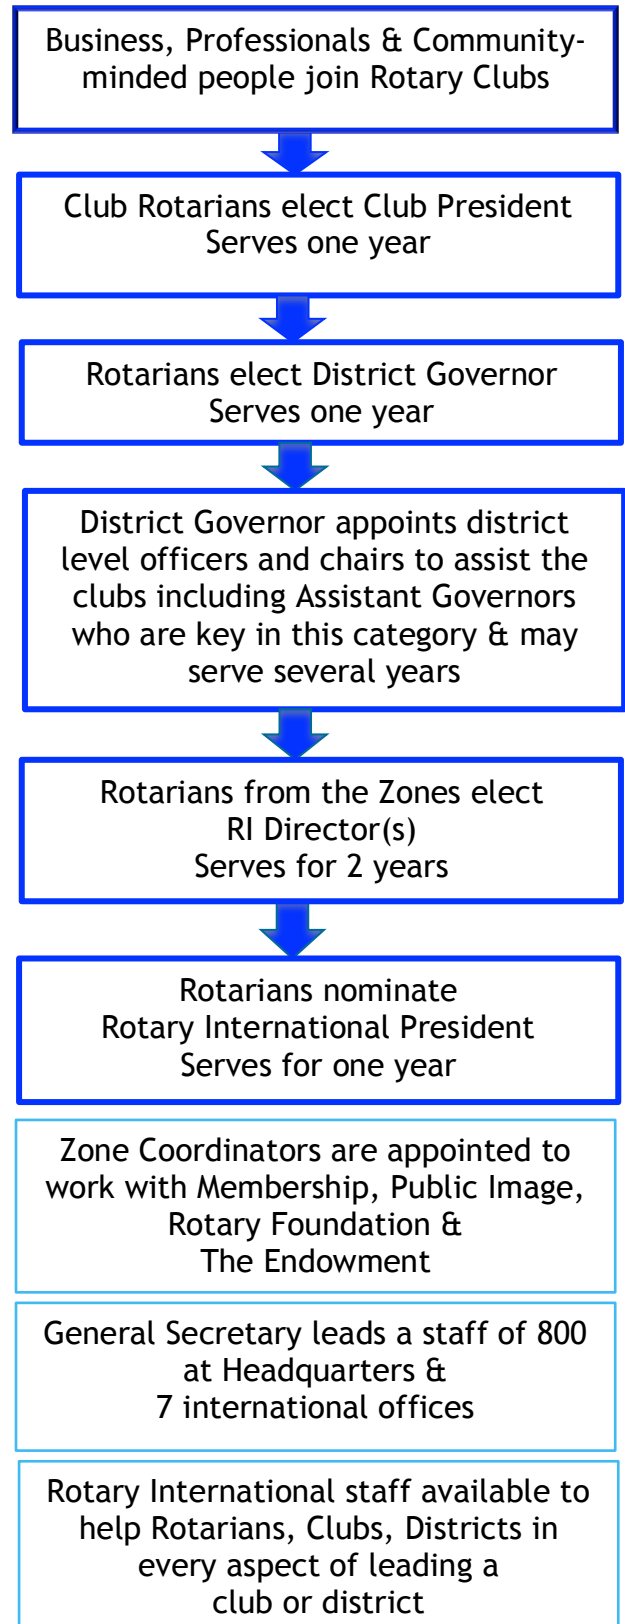 Business, Professionals & Community-
minded people join Rotary Clubs
Club Rotarians elect Club President
Serves one year
Rotarians elect District Governor
Serves one year
District Governor appoints district
level officers and chairs to assist the
clubs including Assistant Governors
who are key in this category & may
serve several years
Rotarians from the Zones elect
RI Director(s)
Serves for 2 years
Rotarians nominate
Rotary International President
Serves for one year
Zone Coordinators are appointed to
work with Membership, Public Image,
Rotary Foundation &
The Endowment
General Secretary leads a staff of 800
at Headquarters &
7 international offices
Rotary International staff available to
help Rotarians, Clubs, Districts in
every aspect of leading a
club or district